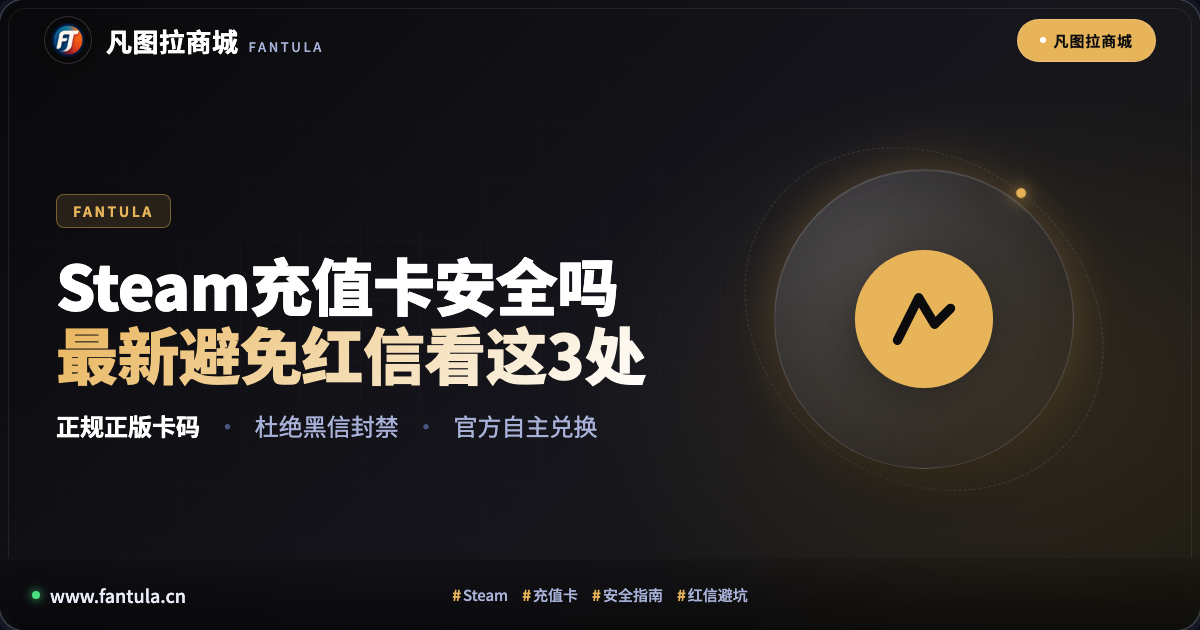 FT 凡图拉商城 FANTULA
凡图拉商城
FANTULA
Steam充值卡安全吗
最新避免红信看这3处
正规正版卡码 · 杜绝黑信封禁 · 官方自主兑换
www.fantula.cn
#Steam #充值卡 #安全指南 #红信避坑